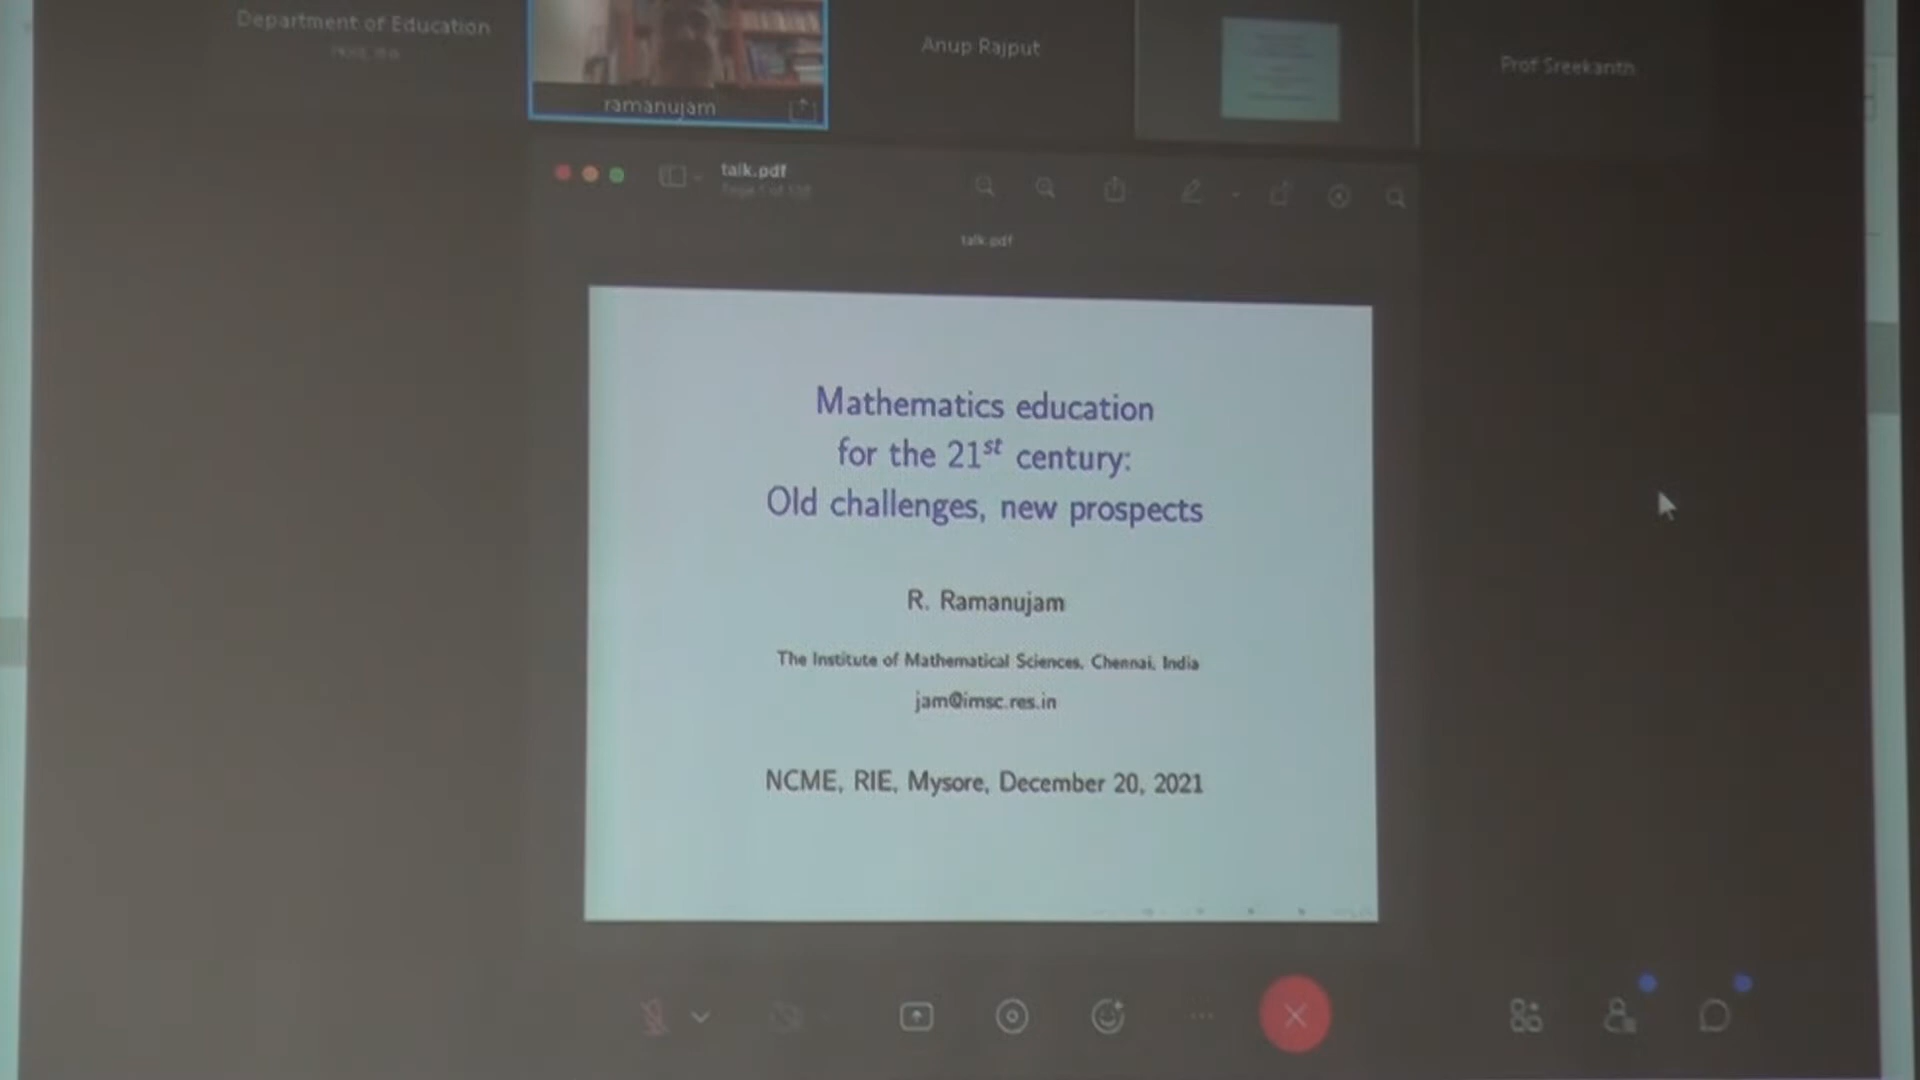 Department of Education
ramanujam
Anup Rajput
Prof Sreekanth
talk.pdf
talk.pdf
Mathematics education
for the 21st century:
Old challenges, new prospects
R. Ramanujam
The Institute of Mathematical Sciences, Chennai, India
jam@imsc.res.in
NCME, RIE, Mysore, December 20, 2021